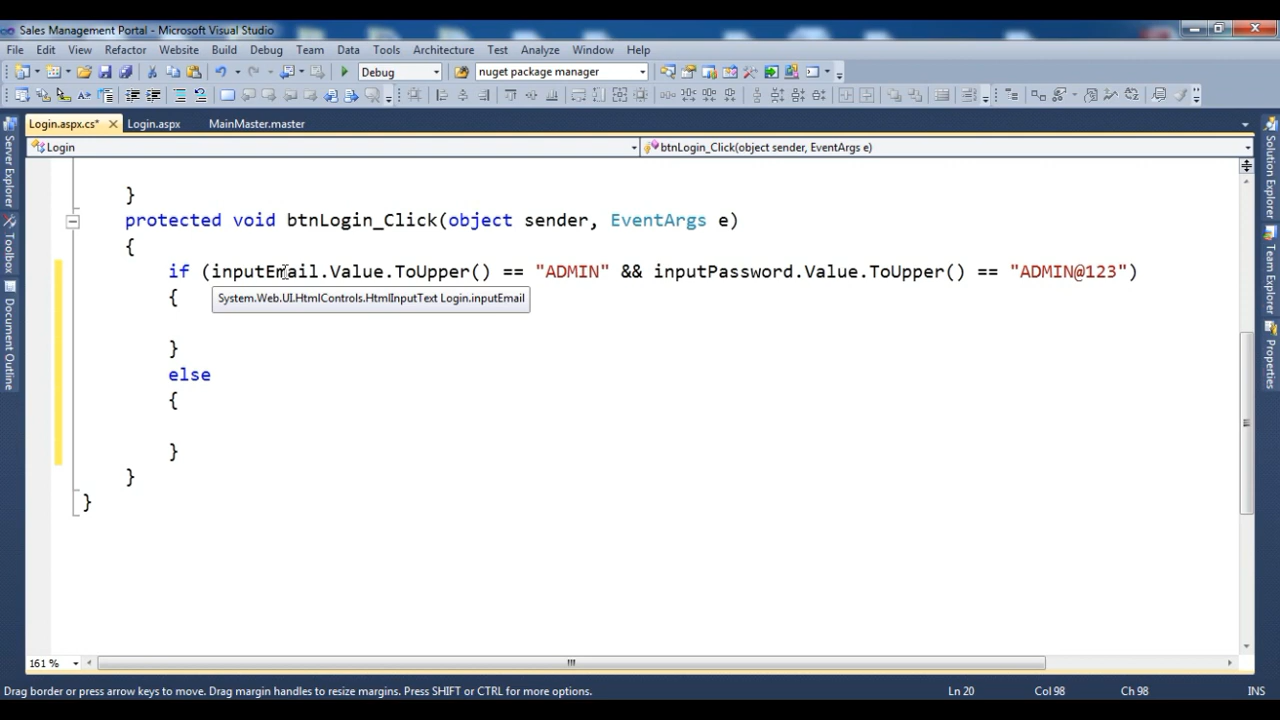 Sales Management Portal - Microsoft Visual Studio
File Edit View Refactor Website Build Debug Team Data Tools Architecture Test Analyze Window Help
Debug nuget package manager
Login.aspx.cs* Login.aspx MainMaster.master
Login btnLogin_Click(object sender, EventArgs e)
}
protected void btnLogin_Click(object sender, EventArgs e)
{
if (inputEmail.Value.ToUpper() == "ADMIN" && inputPassword.Value.ToUpper() == "ADMIN@123")
{
System.Web.UI.HtmlControls.HtmlInputText Login.inputEmail
}
else
{
}
}
}
161 %
Drag border or press arrow keys to move. Drag margin handles to resize margins. Press SHIFT or CTRL for more options. Ln 20 Col 98 Ch 98 INS
Server Explorer
Toolbox
Document Outline
Solution Explorer
Team Explorer
Properties